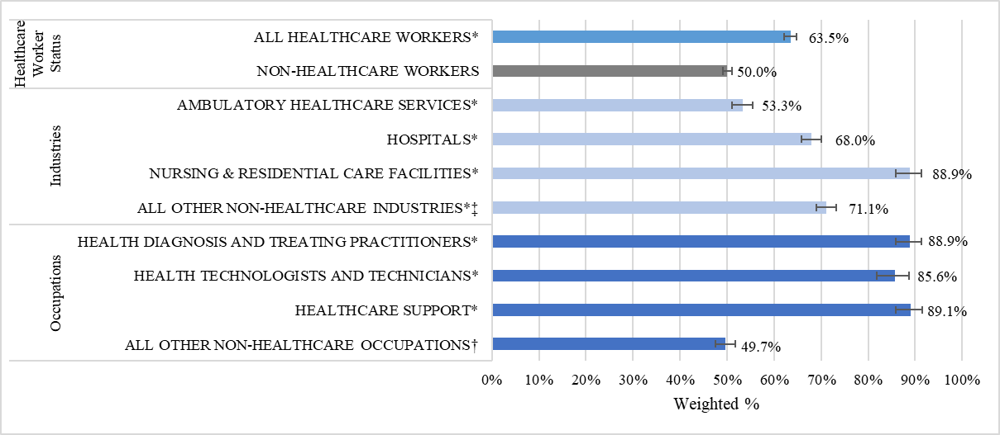 Healthcare
Worker
Status
ALL HEALTHCARE WORKERS*
63.5%
NON-HEALTHCARE WORKERS
50.0%
Industries
AMBULATORY HEALTHCARE SERVICES*
53.3%
HOSPITALS*
68.0%
NURSING & RESIDENTIAL CARE FACILITIES*
88.9%
ALL OTHER NON-HEALTHCARE INDUSTRIES*‡
71.1%
Occupations
HEALTH DIAGNOSIS AND TREATING PRACTITIONERS*
88.9%
HEALTH TECHNOLOGISTS AND TECHNICIANS*
85.6%
HEALTHCARE SUPPORT*
89.1%
ALL OTHER NON-HEALTHCARE OCCUPATIONS†
49.7%
0% 10% 20% 30% 40% 50% 60% 70% 80% 90% 100%
Weighted %